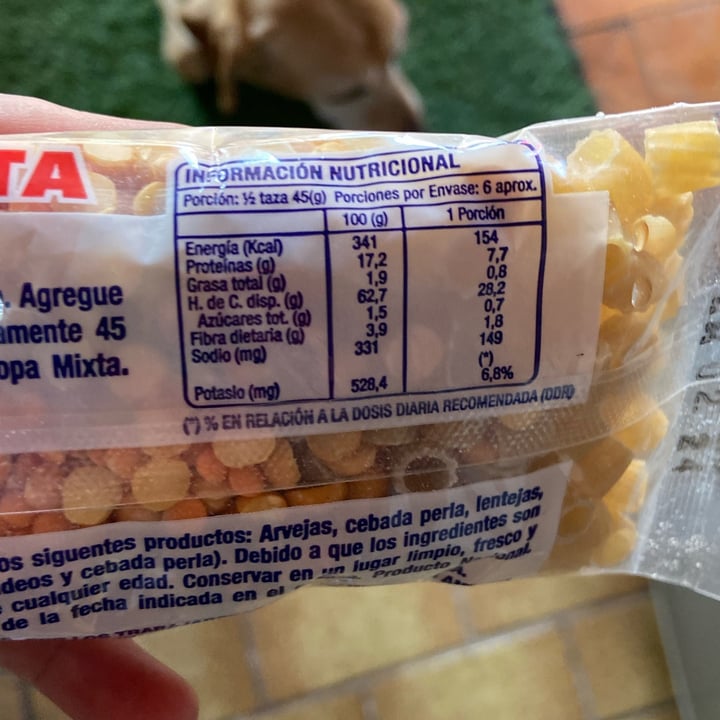 TA
INFORMACIÓN NUTRICIONAL
Porción: ½ taza 45(g) Porciones por Envase: 6 aprox.
100 (g) 1 Porción
Energía (Kcal) 341 154
Proteínas (g) 17,2 7,7
Grasa total (g) 1,9 0,8
H. de C. disp. (g) 62,7 28,2
Azúcares tot. (g) 1,5 0,7
Fibra dietaria (g) 3,9 1,8
Sodio (mg) 331 149
(*)
Potasio (mg) 528,4 6,8%
(*) % EN RELACIÓN A LA DOSIS DIARIA RECOMENDADA (DDR)
. Agregue
amente 45
opa Mixta.
02. 24
os siguentes productos: Arvejas, cebada perla, lentejas,
deos y cebada perla). Debido a que los ingredientes son
cualquier edad. Conservar en un lugar limpio, fresco y
de la fecha indicada en el Producto Nacional.